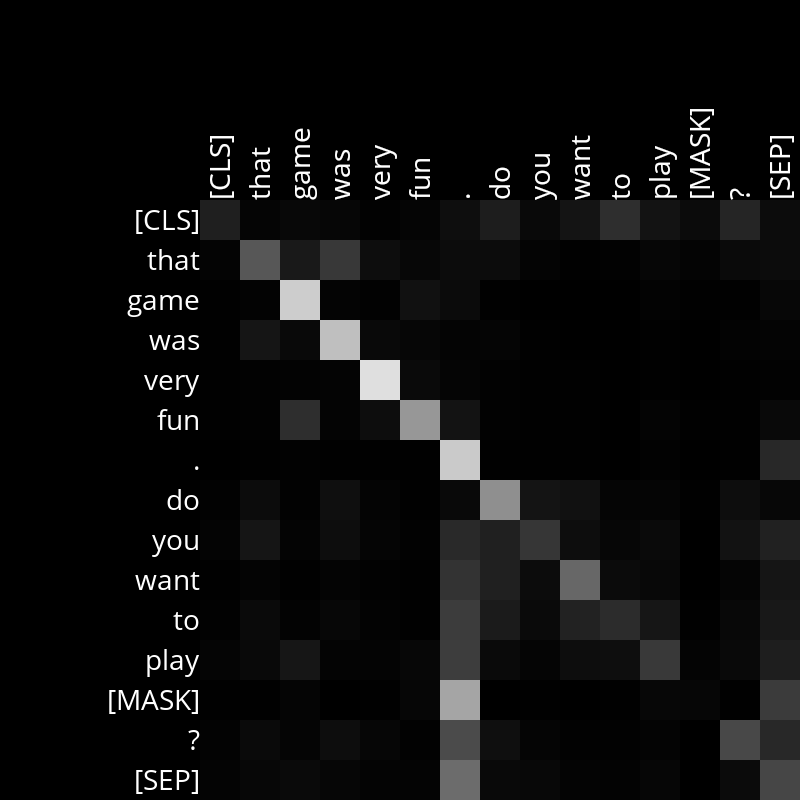 [CLS] that game was very fun . do you want to play [MASK] ? [SEP]
[CLS]
that
game
was
very
fun
.
do
you
want
to
play
[MASK]
?
[SEP]